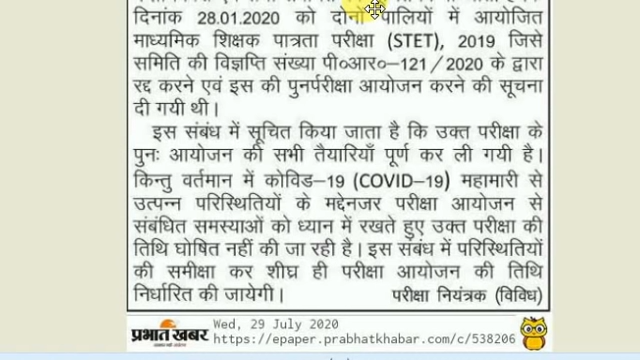 दिनांक 28.01.2020 को दोनों पालियों में आयोजित
माध्यमिक शिक्षक पात्रता परीक्षा (STET), 2019 जिसे
समिति की विज्ञप्ति संख्या पी०आर०–121/2020 के द्वारा
रद्द करने एवं इस की पुनर्परीक्षा आयोजन करने की सूचना
दी गयी थी।
इस संबंध में सूचित किया जाता है कि उक्त परीक्षा के
पुनः आयोजन की सभी तैयारियाँ पूर्ण कर ली गयी है।
किन्तु वर्तमान में कोविड–19 (COVID–19) महामारी से
उत्पन्न परिस्थितियों के मद्देनजर परीक्षा आयोजन से
संबंधित समस्याओं को ध्यान में रखते हुए उक्त परीक्षा की
तिथि घोषित नहीं की जा रही है। इस संबंध में परिस्थितियों
की समीक्षा कर शीघ्र ही परीक्षा आयोजन की तिथि
निर्धारित की जायेगी। परीक्षा नियंत्रक (विविध)
प्रभात खबर
Wed, 29 July 2020
https://epaper.prabhatkhabar.com/c/538206